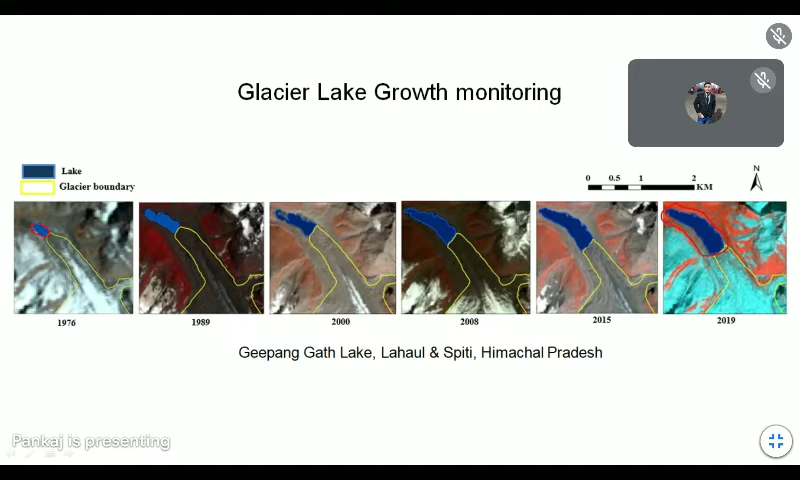 Glacier Lake Growth monitoring
Lake
Glacier boundary
0 0.5 1 2
KM
N
1976 1989 2000 2008 2015 2019
Geepang Gath Lake, Lahaul & Spiti, Himachal Pradesh
Pankaj is presenting